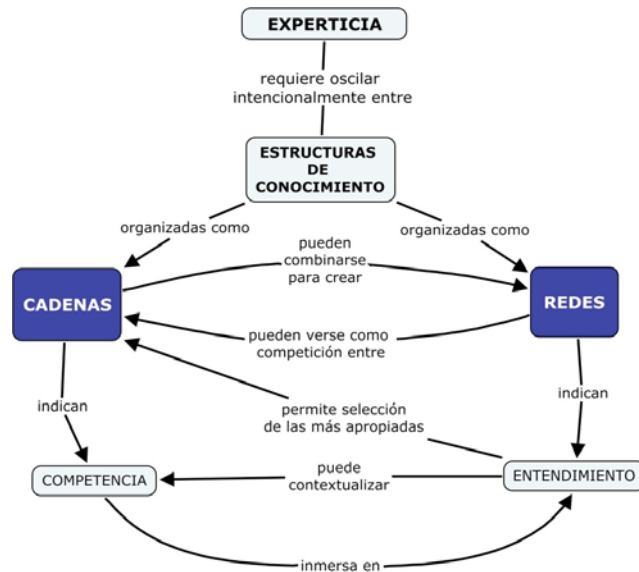 EXPERTICIA
requiere oscilar
intencionalmente entre
ESTRUCTURAS
DE
CONOCIMIENTO
organizadas como
organizadas como
pueden
combinarse
para crear
CADENAS
REDES
pueden verse como
competición entre
indican
indican
permite selección
de las más apropiadas
COMPETENCIA
puede
contextualizar
ENTENDIMIENTO
inmersa en